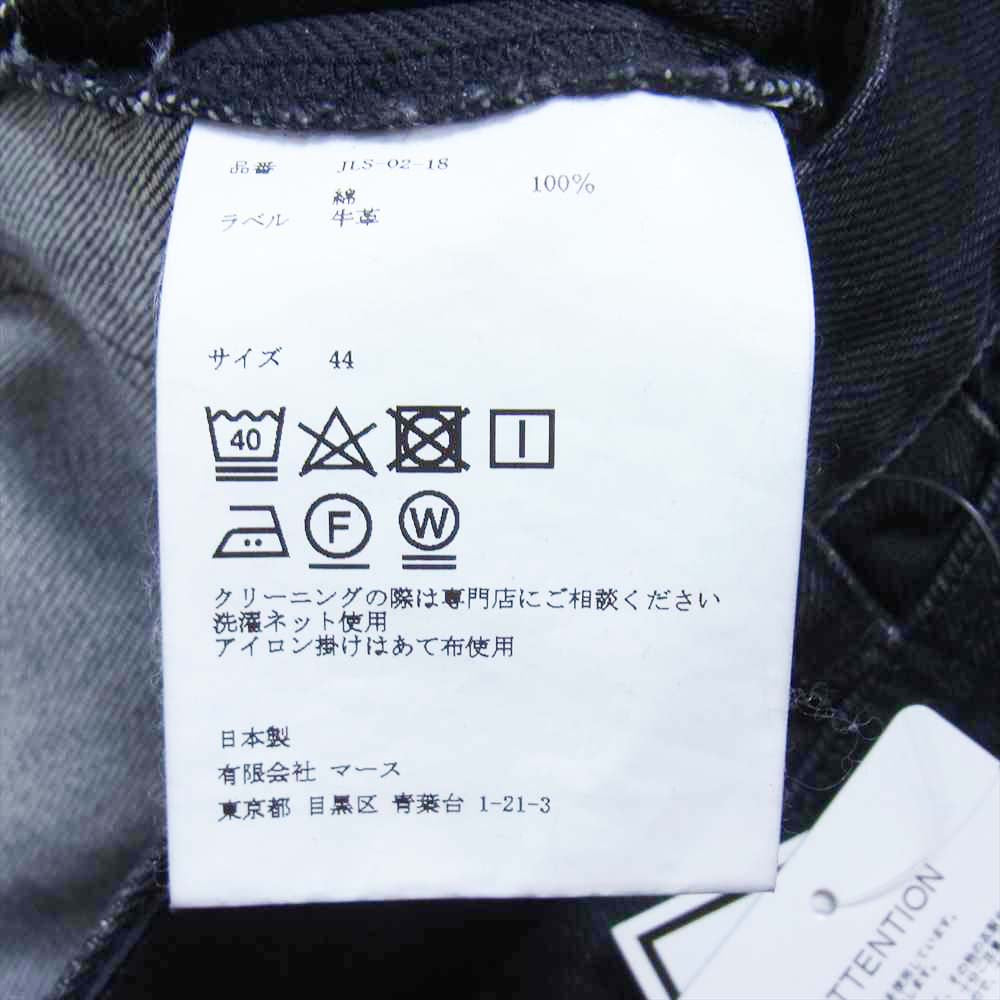 品番 JLS-02-18
綿 100%
ラベル 牛革
サイズ 44
40 I
F W
クリーニングの際は専門店にご相談ください
洗濯ネット使用
アイロン掛けはあて布使用
日本製
有限会社 マース
東京都 目黒区 青葉台 1-21-3
TTENTION